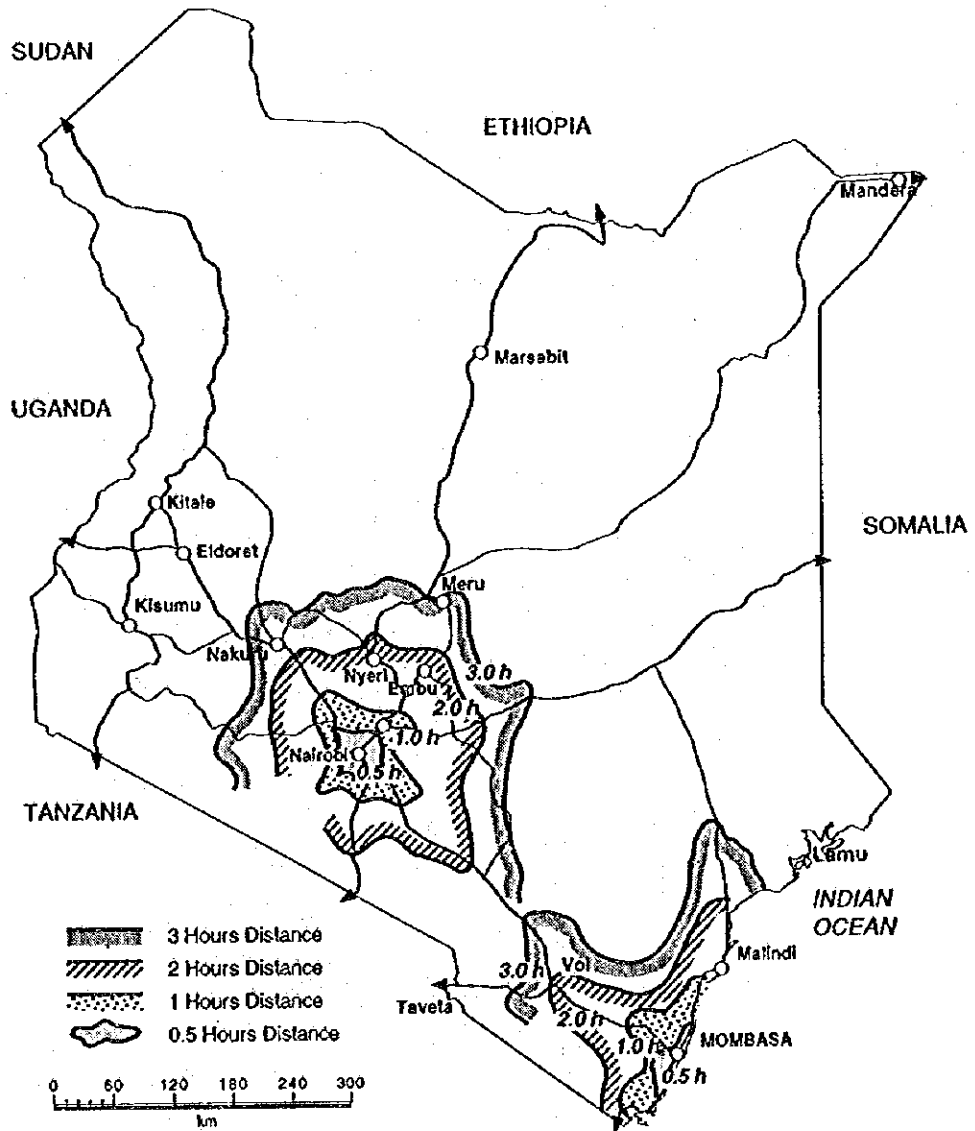 SUDAN
ETHIOPIA
Mandera
Marsabit
UGANDA
Kitale
SOMALIA
Eldoret
Meru
Kisumu
Nakuru
Nyeri
3.0 h
Embu
2.0 h
1.0 h
Nairobi
0.5 h
TANZANIA
Lamu
INDIAN
OCEAN
3 Hours Distance
2 Hours Distance
1 Hours Distance
0.5 Hours Distance
Malindi
3.0 h
Voi
Taveta
2.0 h
1.0 h
MOMBASA
0.5 h
0 60 120 180 240 300
km